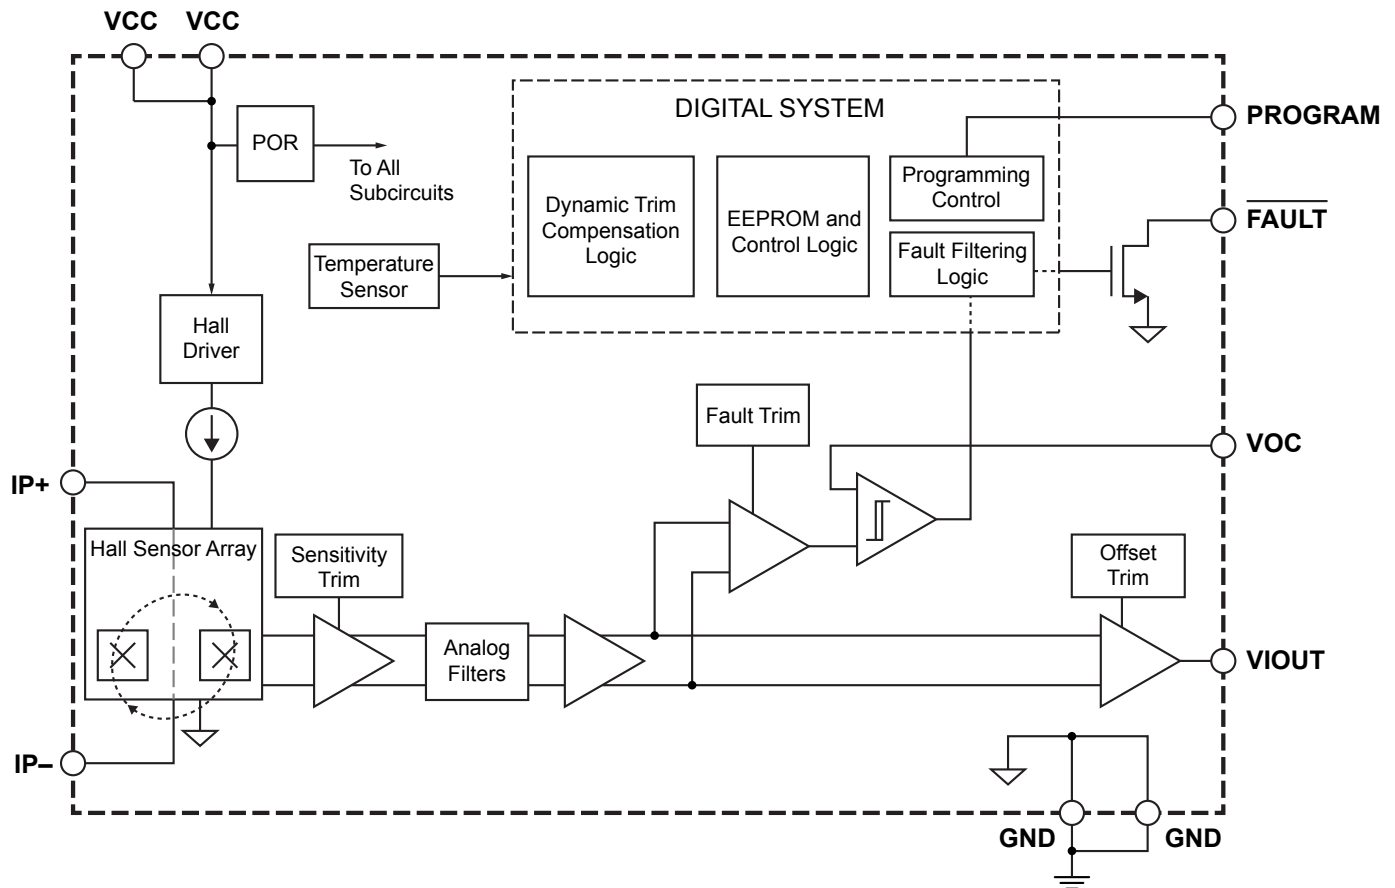 VCC VCC
DIGITAL SYSTEM
PROGRAM
POR
To All
Subcircuits
Programming
Control
Dynamic Trim
Compensation
Logic
EEPROM and
Control Logic
FAULT
Fault Filtering
Logic
Temperature
Sensor
Hall
Driver
Fault Trim
VOC
IP+
Hall Sensor Array
Sensitivity
Trim
Offset
Trim
Analog
Filters
VIOUT
IP–
GND GND